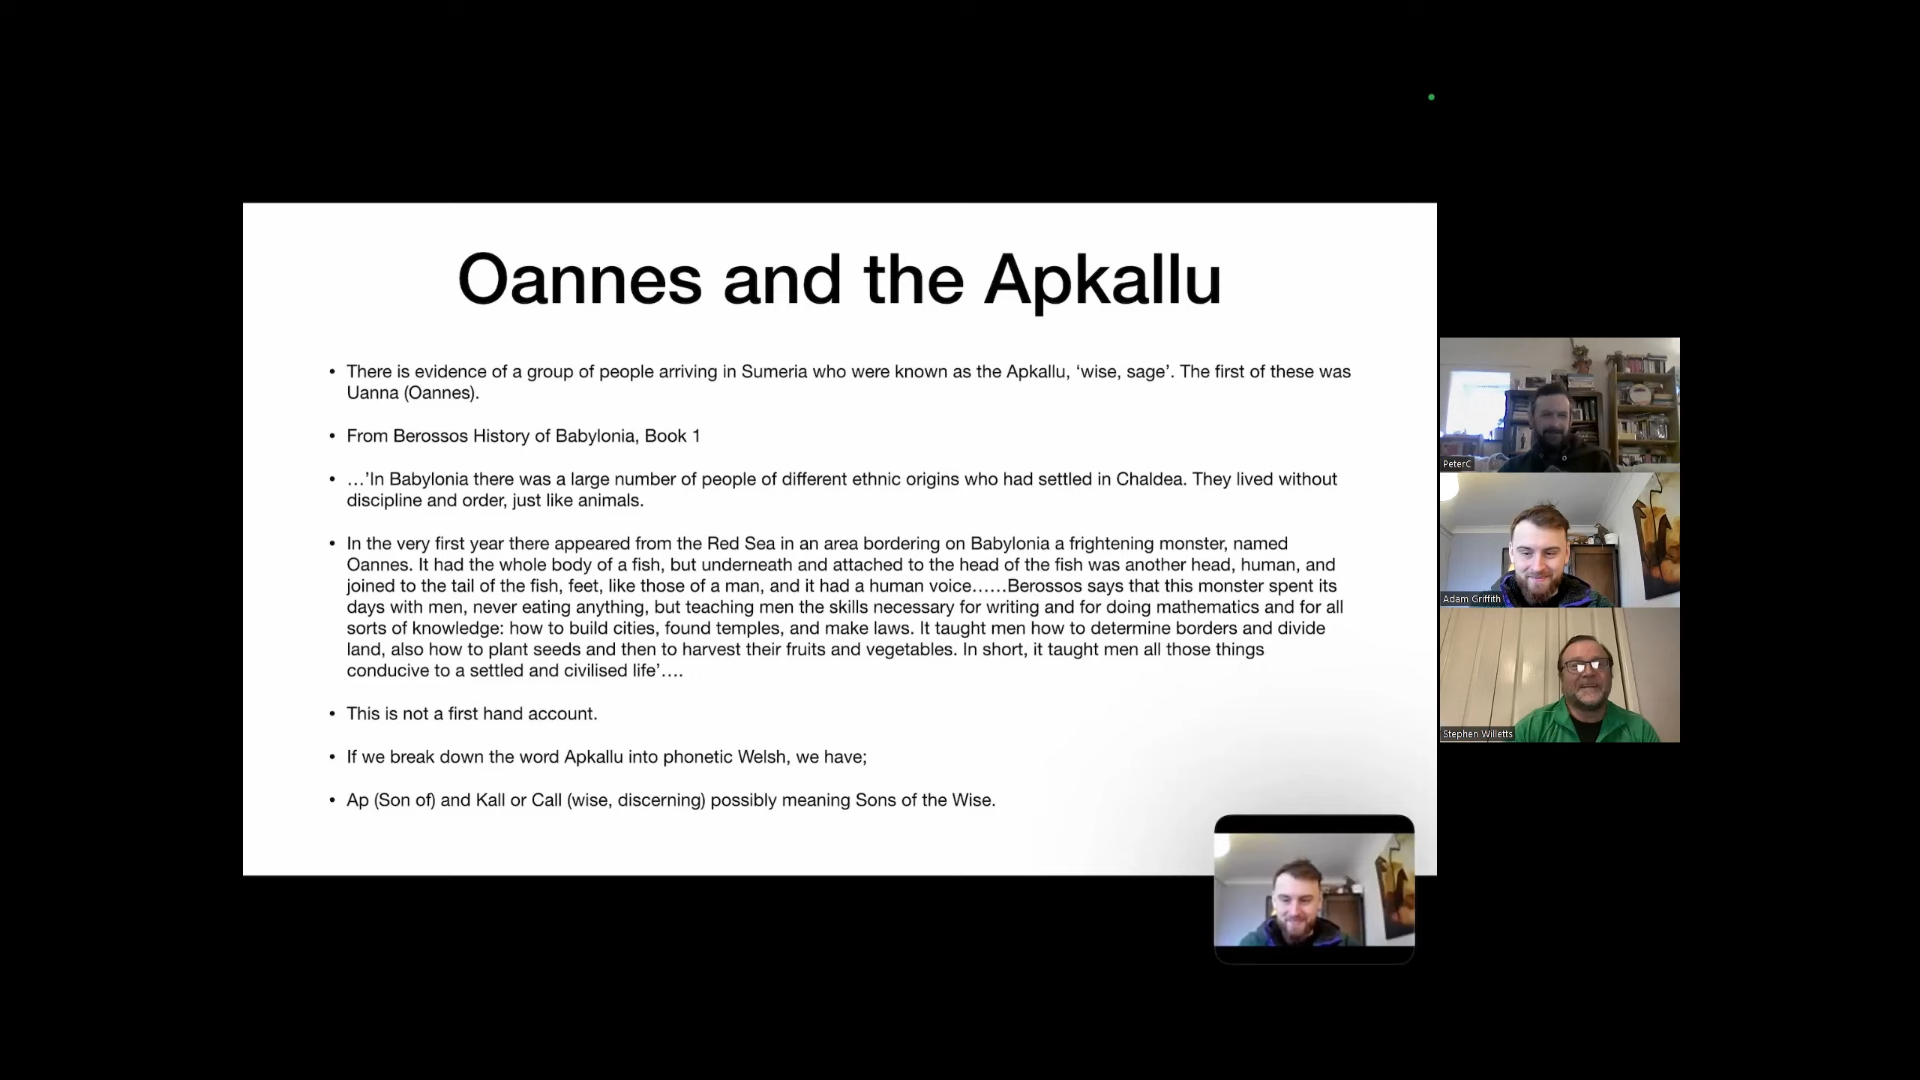 Oannes and the Apkallu
• There is evidence of a group of people arriving in Sumeria who were known as the Apkallu, ‘wise, sage’. The first of these was
Uanna (Oannes).
• From Berossos History of Babylonia, Book 1
• …’In Babylonia there was a large number of people of different ethnic origins who had settled in Chaldea. They lived without
discipline and order, just like animals.
• In the very first year there appeared from the Red Sea in an area bordering on Babylonia a frightening monster, named
Oannes. It had the whole body of a fish, but underneath and attached to the head of the fish was another head, human, and
joined to the tail of the fish, feet, like those of a man, and it had a human voice……Berossos says that this monster spent its
days with men, never eating anything, but teaching men the skills necessary for writing and for doing mathematics and for all
sorts of knowledge: how to build cities, found temples, and make laws. It taught men how to determine borders and divide
land, also how to plant seeds and then to harvest their fruits and vegetables. In short, it taught men all those things
conducive to a settled and civilised life’….
• This is not a first hand account.
• If we break down the word Apkallu into phonetic Welsh, we have;
• Ap (Son of) and Kall or Call (wise, discerning) possibly meaning Sons of the Wise.
PeterC
Adam Griffith
Stephen Willetts